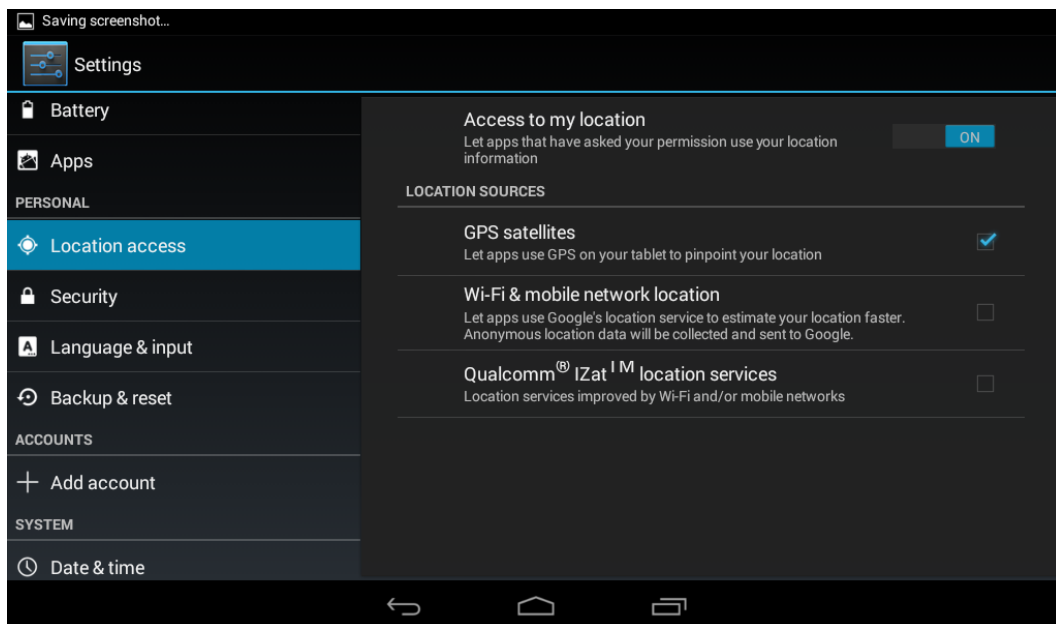 Saving screenshot...
Settings
Battery
Apps
PERSONAL
Location access
Security
Language & input
Backup & reset
ACCOUNTS
Add account
SYSTEM
Date & time
Access to my location
Let apps that have asked your permission use your location
information
ON
LOCATION SOURCES
GPS satellites
Let apps use GPS on your tablet to pinpoint your location
Wi-Fi & mobile network location
Let apps use Google's location service to estimate your location faster.
Anonymous location data will be collected and sent to Google.
Qualcomm® IZat™ location services
Location services improved by Wi-Fi and/or mobile networks